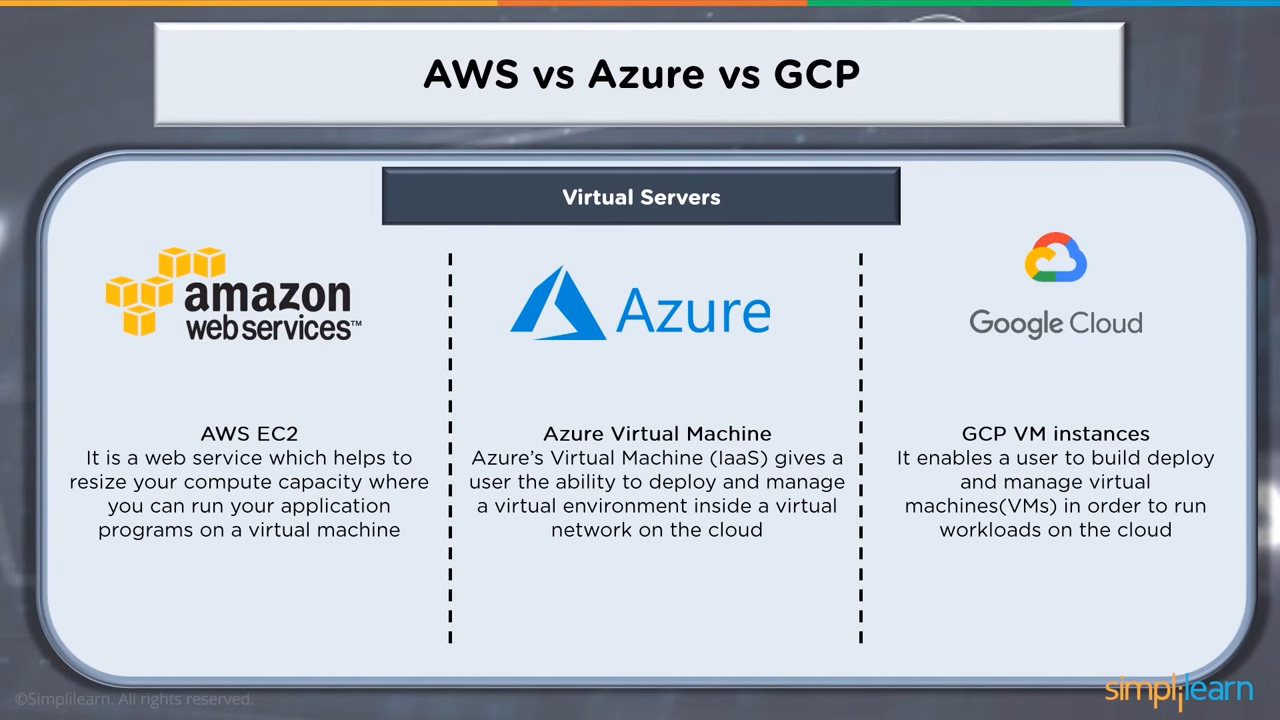 AWS vs Azure vs GCP
Virtual Servers
amazon
web services™
Azure
Google Cloud
AWS EC2
It is a web service which helps to
resize your compute capacity where
you can run your application
programs on a virtual machine
Azure Virtual Machine
Azure’s Virtual Machine (IaaS) gives a
user the ability to deploy and manage
a virtual environment inside a virtual
network on the cloud
GCP VM instances
It enables a user to build deploy
and manage virtual
machines(VMs) in order to run
workloads on the cloud
©Simplilearn. All rights reserved.
simplilearn